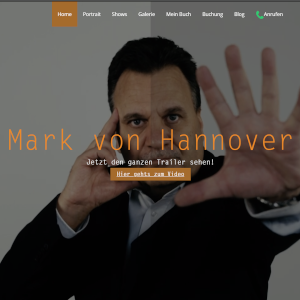 Home Portrait Shows Galerie Mein Buch Buchung Blog Anrufen
Mark von Hannover
Jetzt den ganzen Trailer sehen!
Hier gehts zum Video